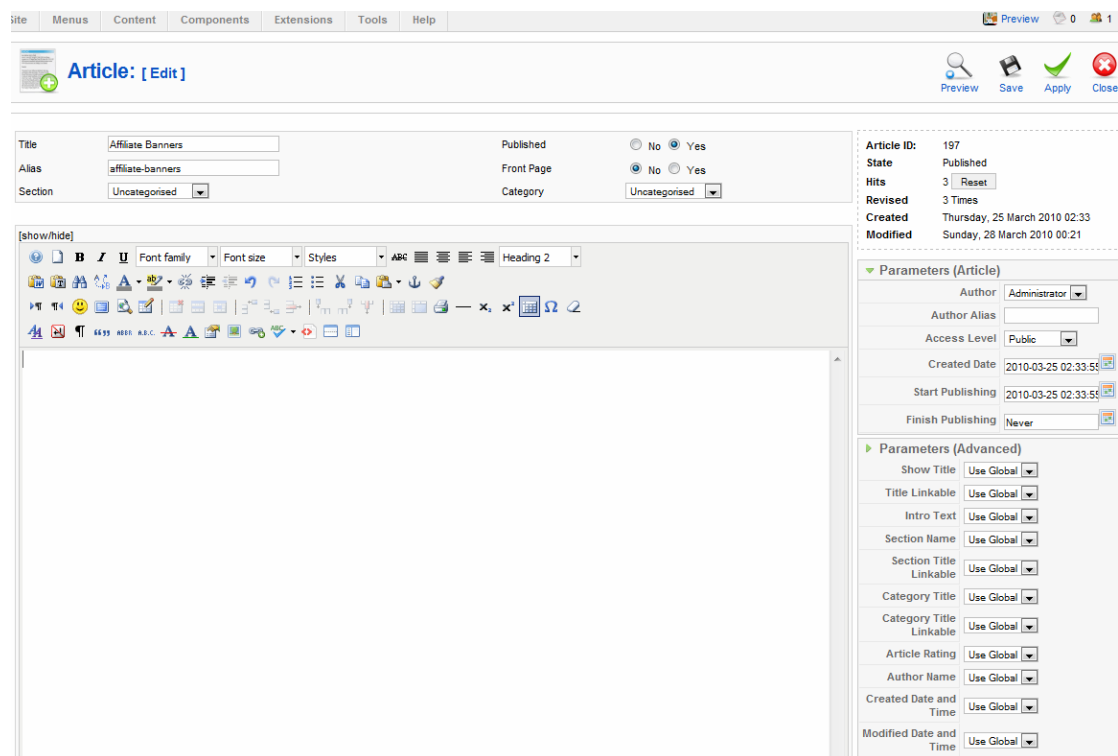 ite Menus Content Components Extensions Tools Help Preview 0 1
Article: [ Edit ]
Preview Save Apply Close
Title Affiliate Banners Published No Yes
Alias affiliate-banners Front Page No Yes
Section Uncategorised Category Uncategorised
Article ID: 197
State Published
Hits 3 Reset
Revised 3 Times
Created Thursday, 25 March 2010 02:33
Modified Sunday, 28 March 2010 00:21
[show/hide]
B I U Font family Font size Styles ABC Heading 2
A ab
x, x² Ω
A ¶ 6699 ABBR A.B.C. A A ABC
Parameters (Article)
Author Administrator
Author Alias
Access Level Public
Created Date 2010-03-25 02:33:55
Start Publishing 2010-03-25 02:33:55
Finish Publishing Never
Parameters (Advanced)
Show Title Use Global
Title Linkable Use Global
Intro Text Use Global
Section Name Use Global
Section Title
Linkable Use Global
Category Title Use Global
Category Title
Linkable Use Global
Article Rating Use Global
Author Name Use Global
Created Date and
Time Use Global
Modified Date and
Time Use Global